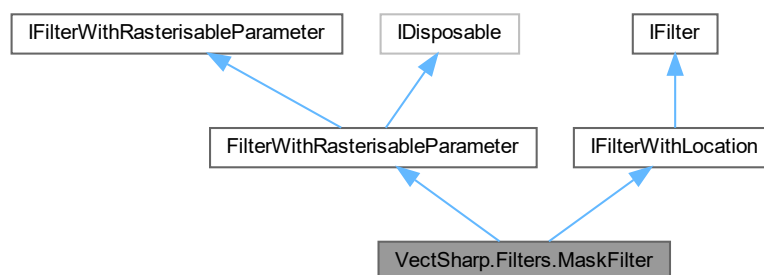 IFilterWithRasterisableParameter
IDisposable
IFilter
FilterWithRasterisableParameter
IFilterWithLocation
VectSharp.Filters.MaskFilter